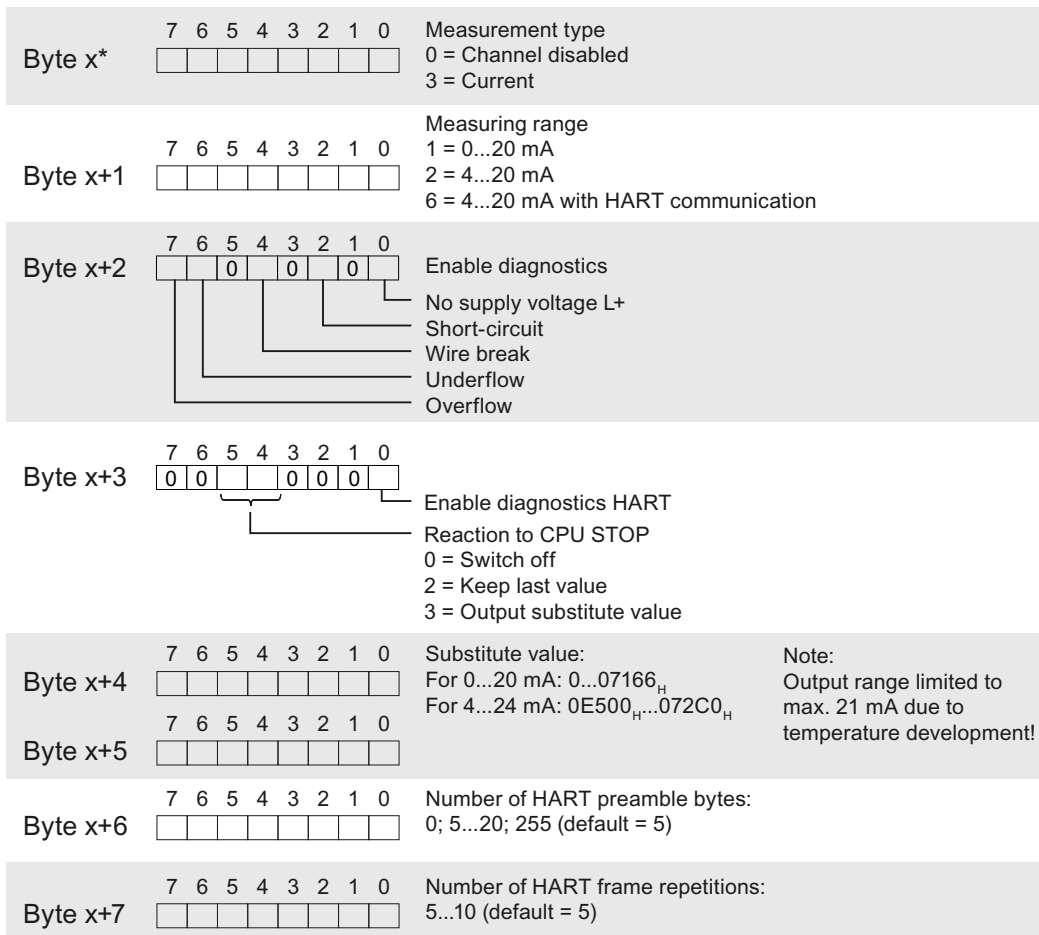 7 6 5 4 3 2 1 0
Byte x*
Measurement type
0 = Channel disabled
3 = Current
7 6 5 4 3 2 1 0
Byte x+1
Measuring range
1 = 0...20 mA
2 = 4...20 mA
6 = 4...20 mA with HART communication
7 6 5 4 3 2 1 0
Byte x+2
0 0 0
Enable diagnostics
No supply voltage L+
Short-circuit
Wire break
Underflow
Overflow
7 6 5 4 3 2 1 0
Byte x+3
0 0 0 0 0
Enable diagnostics HART
Reaction to CPU STOP
0 = Switch off
2 = Keep last value
3 = Output substitute value
7 6 5 4 3 2 1 0
Byte x+4
7 6 5 4 3 2 1 0
Byte x+5
Substitute value:
For 0...20 mA: 0...07166H
For 4...24 mA: 0E500H...072C0H
Note:
Output range limited to
max. 21 mA due to
temperature development!
7 6 5 4 3 2 1 0
Byte x+6
Number of HART preamble bytes:
0; 5...20; 255 (default = 5)
7 6 5 4 3 2 1 0
Byte x+7
Number of HART frame repetitions:
5...10 (default = 5)